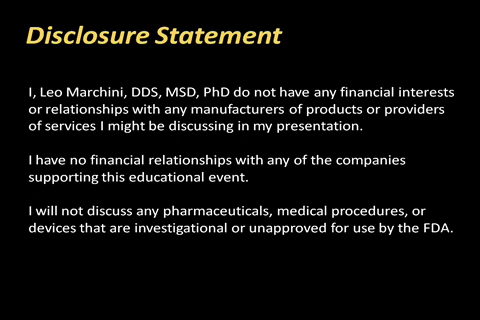 Disclosure Statement
I, Leo Marchini, DDS, MSD, PhD do not have any financial interests
or relationships with any manufacturers of products or providers
of services I might be discussing in my presentation.
I have no financial relationships with any of the companies
supporting this educational event.
I will not discuss any pharmaceuticals, medical procedures, or
devices that are investigational or unapproved for use by the FDA.